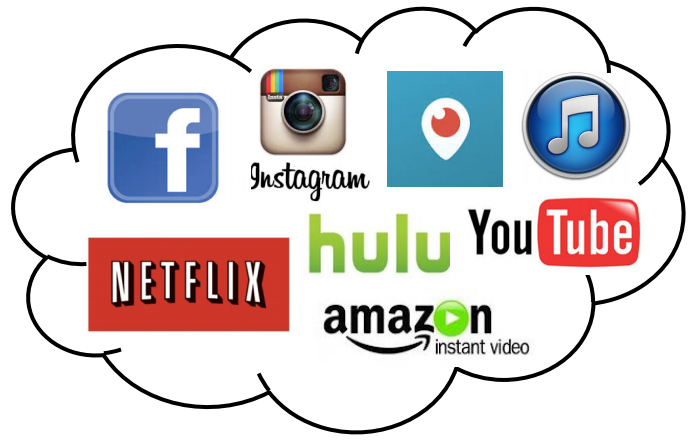 f
Instagram
YouTube
hulu
NETFLIX
amazon
instant video